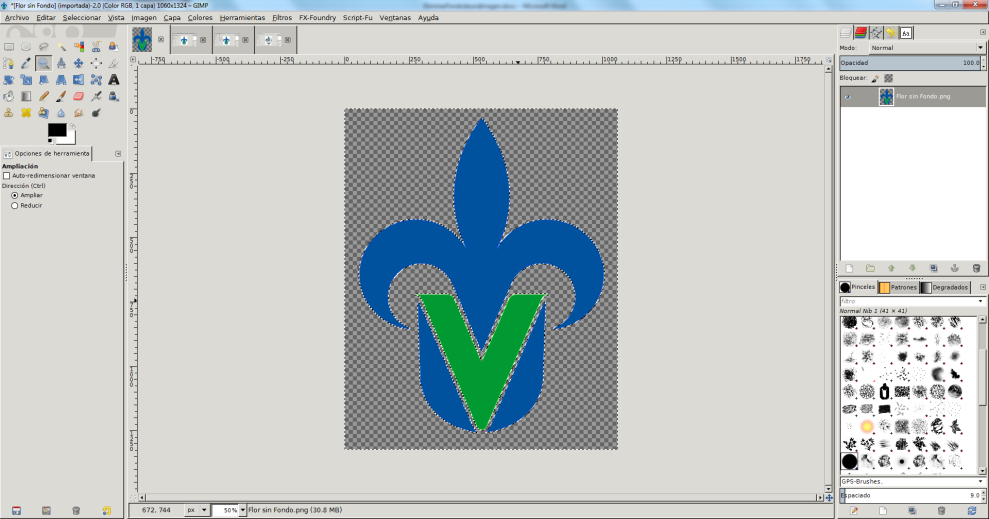 *[Flor sin Fondo] (importada)-2.0 (Color RGB, 1 capa) 1060x1324 – GIMP
Archivo Editar Seleccionar Vista Imagen Capa Colores Herramientas Filtros FX-Foundry Script-Fu Ventanas Ayuda
-750 -500 -250 0 250 500 750 1000 1250 1500 1750
Modo: Normal
Opacidad 100.0
Bloquear:
Flor sin Fondo.png
Opciones de herramienta
Ampliación
Auto-redimensionar ventana
Dirección (Ctrl)
Ampliar
Reducir
Pinceles Patrones Degradados
filtro
Normal Nib 1 (41 × 41)
GPS-Brushes,
Espaciado 9.0
672, 744 px 50% Flor sin Fondo.png (30.8 MB)